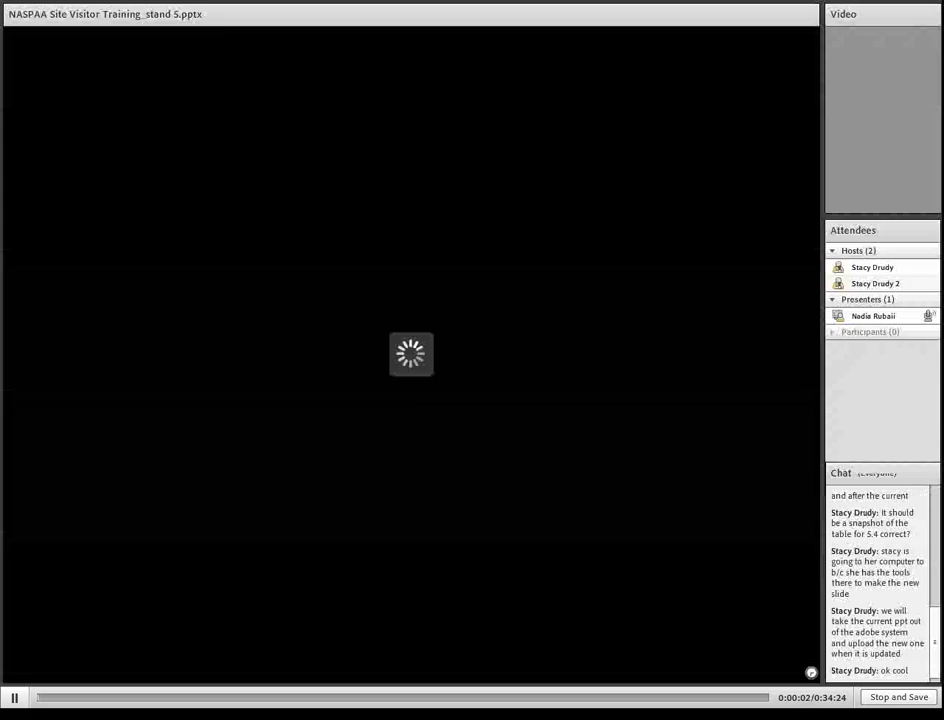 NASPAA Site Visitor Training_stand 5.pptx
Video
Attendees
Hosts (2)
Stacy Drudy
Stacy Drudy 2
Presenters (1)
Nadia Rubaii
Participants (0)
Chat (Everyone)
and after the current
Stacy Drudy: It should
be a snapshot of the
table for 5.4 correct?
Stacy Drudy: stacy is
going to her computer to
b/c she has the tools
there to make the new
slide
Stacy Drudy: we will
take the current ppt out
of the adobe system
and upload the new one
when it is updated
Stacy Drudy: ok cool
0:00:02/0:34:24
Stop and Save